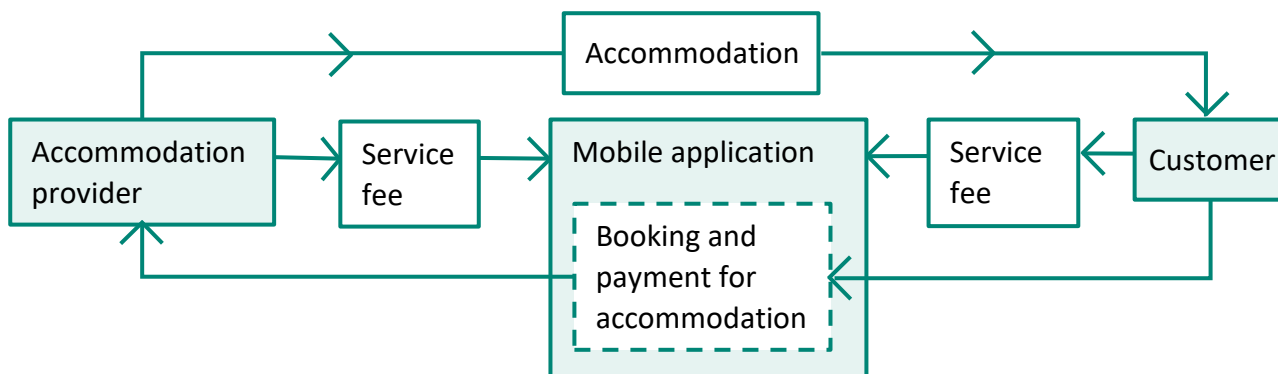 Accommodation
Accommodation
provider
Service
fee
Mobile application
Service
fee
Customer
Booking and
payment for
accommodation